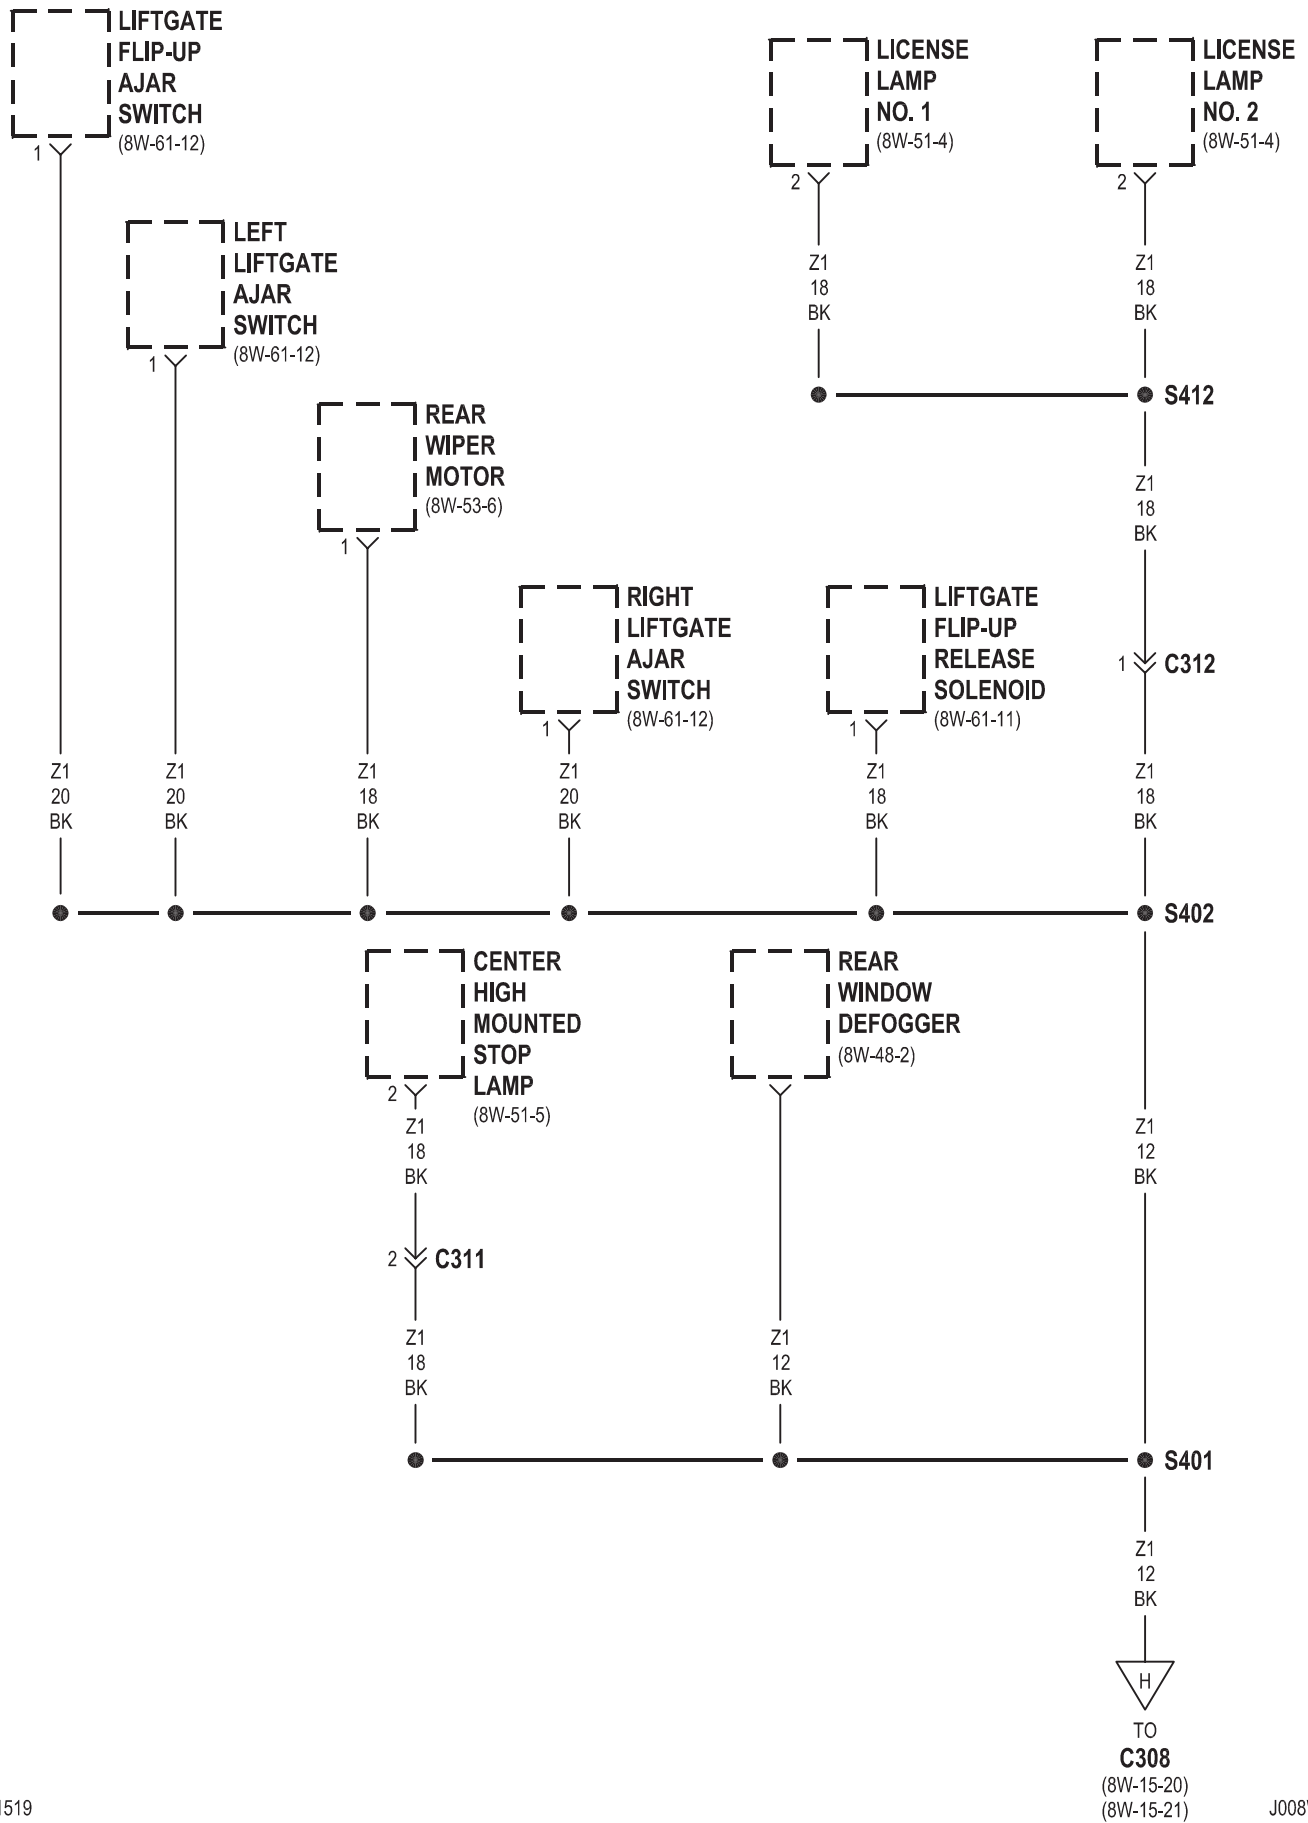 LIFTGATE
FLIP-UP
AJAR
SWITCH
(8W-61-12)
1
LICENSE
LAMP
NO. 1
(8W-51-4)
2
LICENSE
LAMP
NO. 2
(8W-51-4)
2
LEFT
LIFTGATE
AJAR
SWITCH
(8W-61-12)
1
Z1
18
BK
Z1
18
BK
S412
REAR
WIPER
MOTOR
(8W-53-6)
1
Z1
18
BK
RIGHT
LIFTGATE
AJAR
SWITCH
(8W-61-12)
1
LIFTGATE
FLIP-UP
RELEASE
SOLENOID
(8W-61-11)
1
1
C312
Z1
20
BK
Z1
20
BK
Z1
18
BK
Z1
20
BK
Z1
18
BK
Z1
18
BK
S402
CENTER
HIGH
MOUNTED
STOP
LAMP
(8W-51-5)
2
REAR
WINDOW
DEFOGGER
(8W-48-2)
Z1
18
BK
Z1
12
BK
2
C311
Z1
18
BK
Z1
12
BK
S401
Z1
12
BK
H
TO
C308
(8W-15-20)
(8W-15-21)
1519
J008